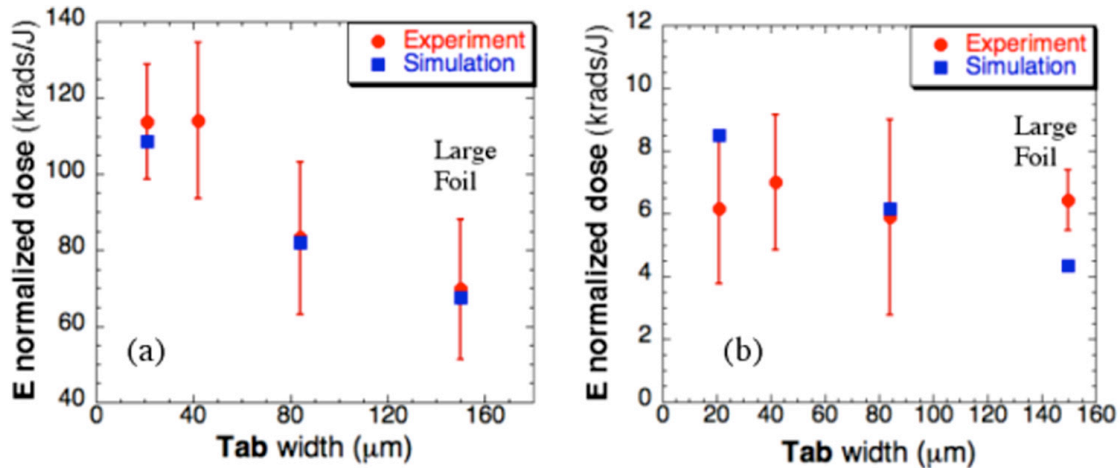 140
120
100
80
60
40
E normalized dose (krads/J)
Experiment
Simulation
Large
Foil
(a)
0 40 80 120 160
Tab width (μm)
12
10
8
6
4
2
0
E normalized dose (krads/J)
Experiment
Simulation
Large
Foil
(b)
0 20 40 60 80 100 120 140 160
Tab width (μm)